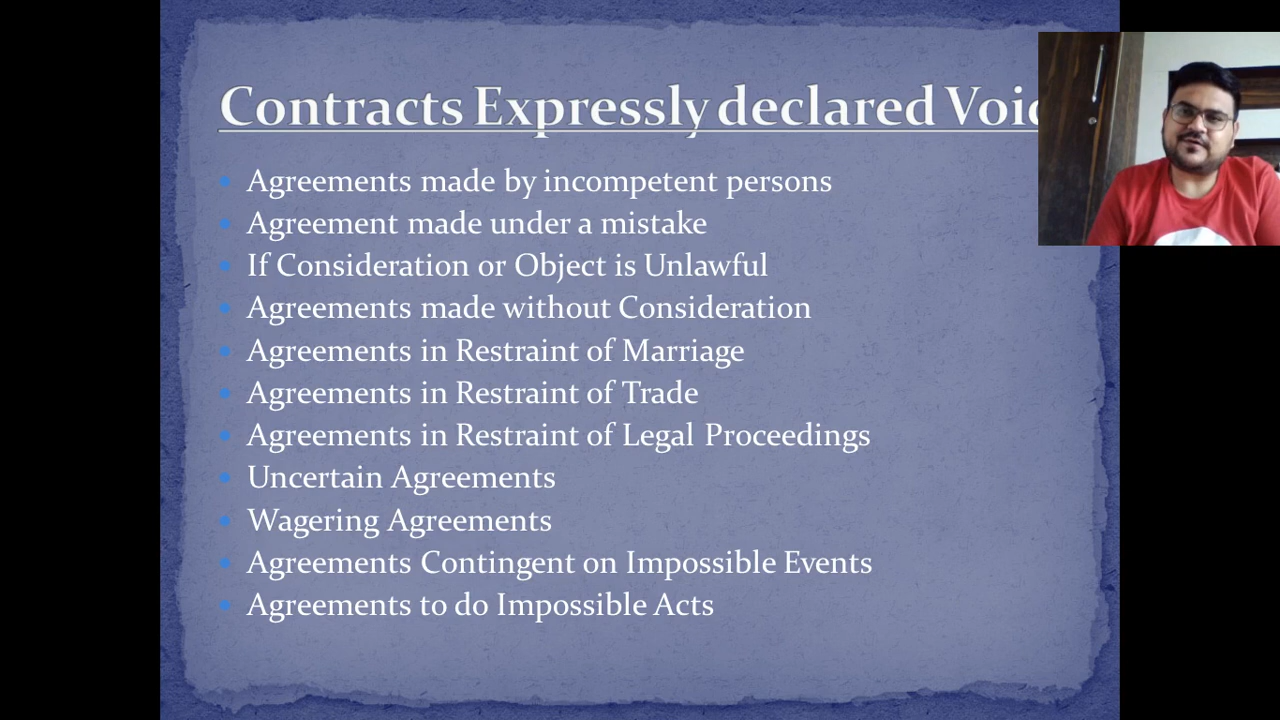 Contracts Expressly declared Voi
Agreements made by incompetent persons
Agreement made under a mistake
If Consideration or Object is Unlawful
Agreements made without Consideration
Agreements in Restraint of Marriage
Agreements in Restraint of Trade
Agreements in Restraint of Legal Proceedings
Uncertain Agreements
Wagering Agreements
Agreements Contingent on Impossible Events
Agreements to do Impossible Acts